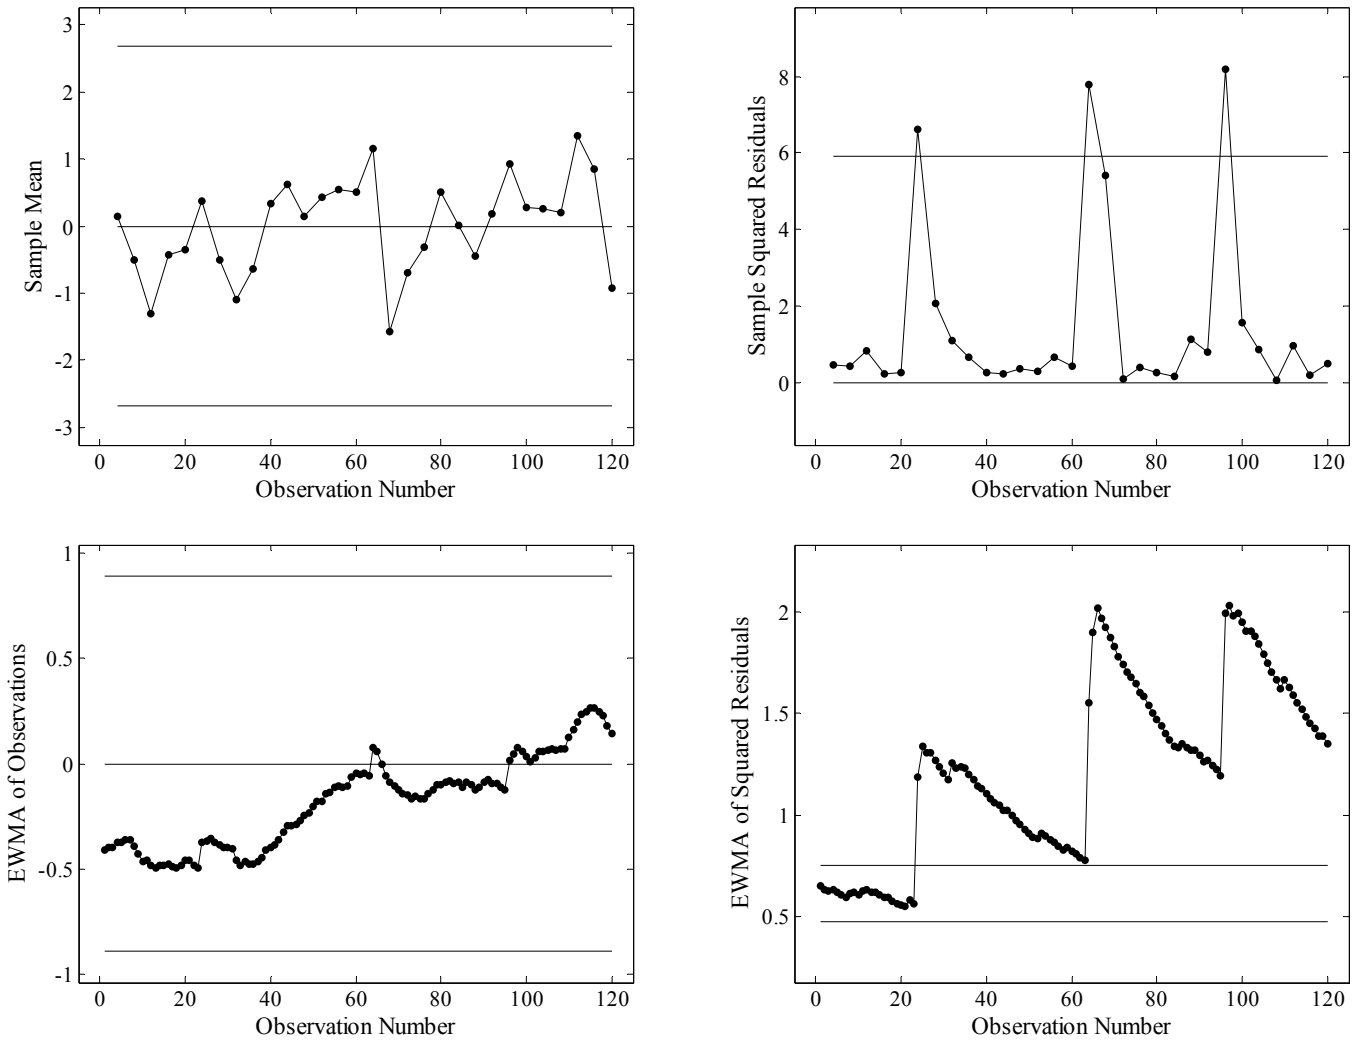 3
2
1
0
-1
-2
-3
Sample Mean
0 20 40 60 80 100 120
Observation Number
8
6
4
2
0
Sample Squared Residuals
0 20 40 60 80 100 120
Observation Number
1
0.5
0
-0.5
-1
EWMA of Observations
0 20 40 60 80 100 120
Observation Number
2
1.5
1
0.5
EWMA of Squared Residuals
0 20 40 60 80 100 120
Observation Number